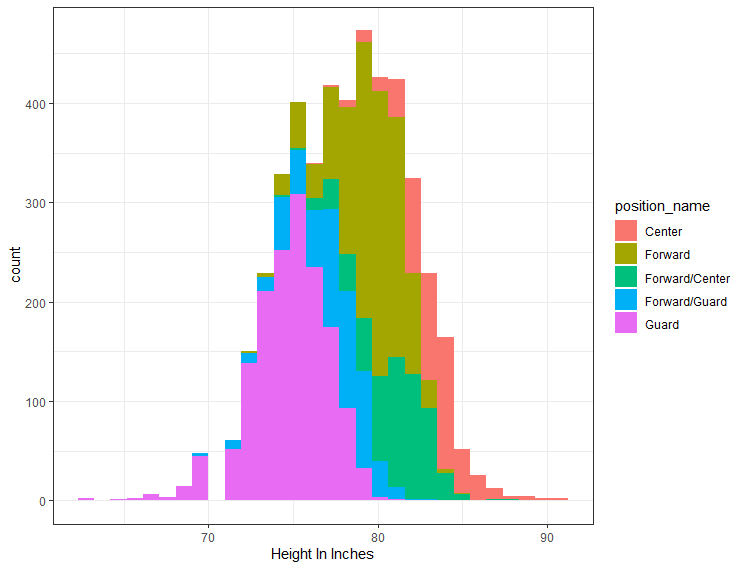 400
300
200
100
0
count
70
80
90
Height In Inches
position_name
Center
Forward
Forward/Center
Forward/Guard
Guard